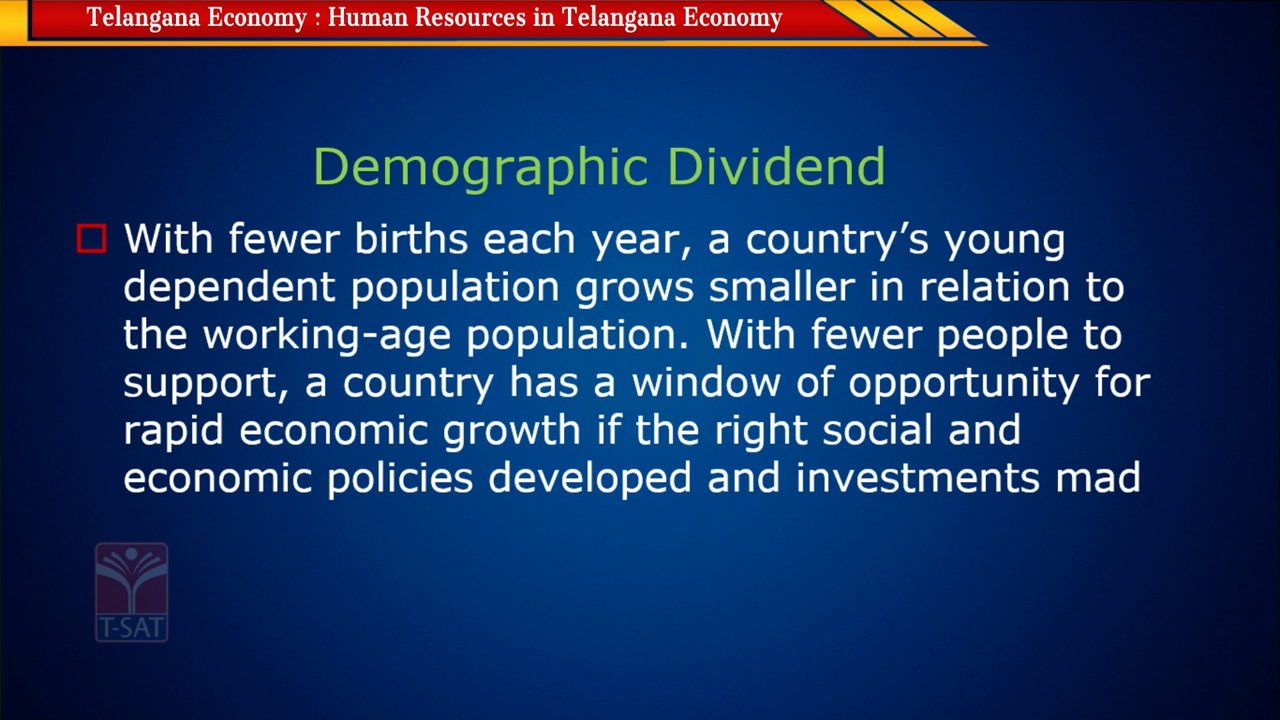 Telangana Economy : Human Resources in Telangana Economy
Demographic Dividend
With fewer births each year, a country’s young
dependent population grows smaller in relation to
the working-age population. With fewer people to
support, a country has a window of opportunity for
rapid economic growth if the right social and
economic policies developed and investments mad
T-SAT